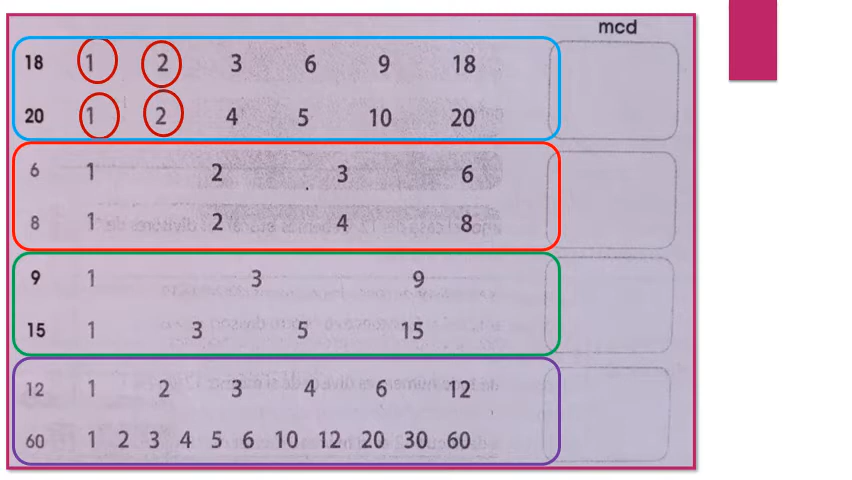 mcd
18 1 2 3 6 9 18
20 1 2 4 5 10 20
6 1 2 3 6
8 1 2 4 8
9 1 3 9
15 1 3 5 15
12 1 2 3 4 6 12
60 1 2 3 4 5 6 10 12 20 30 60